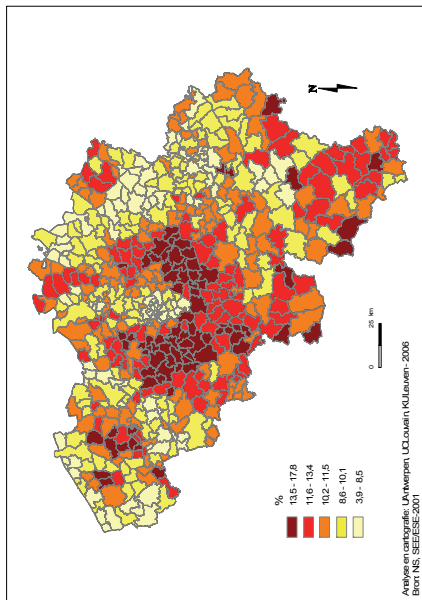 N
%
13,5 - 17,8
11,6 - 13,4
10,2 - 11,5
8,6 - 10,1
3,9 - 8,5
0 25 km
Analyse en cartografie: UAntwerpen, UCLouvain, KULeuven - 2006
Bron: NIS, SEE/ESE-2001